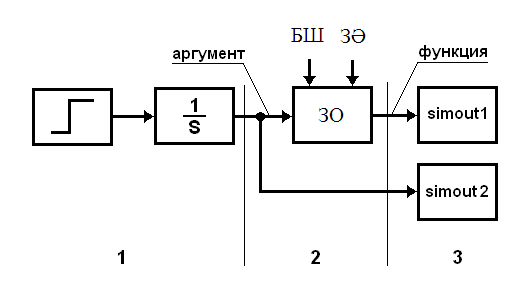 БШ ЗӘ
аргумент
функция
1
S
ЗО
simout1
simout2
1 2 3